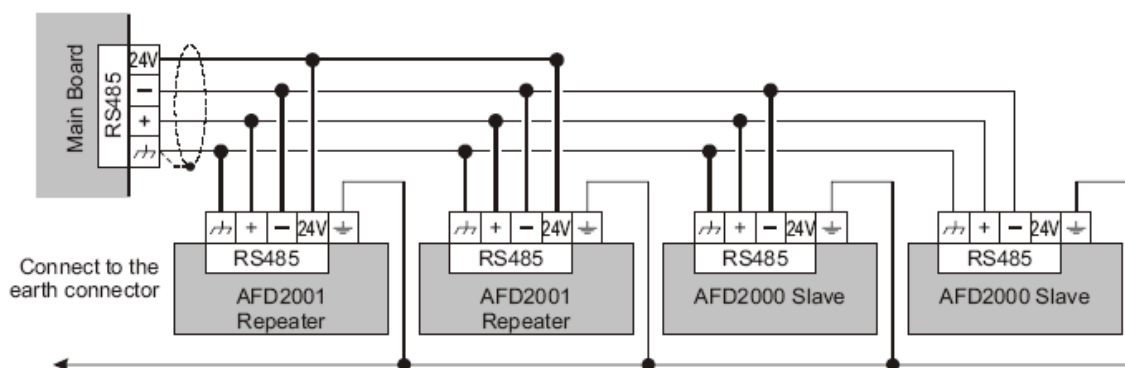 Main Board
RS485
24V
−
+
+ − 24V
RS485
AFD2001
Repeater
+ − 24V
RS485
AFD2001
Repeater
+ − 24V
RS485
AFD2000 Slave
+ − 24V
RS485
AFD2000 Slave
Connect to the
earth connector